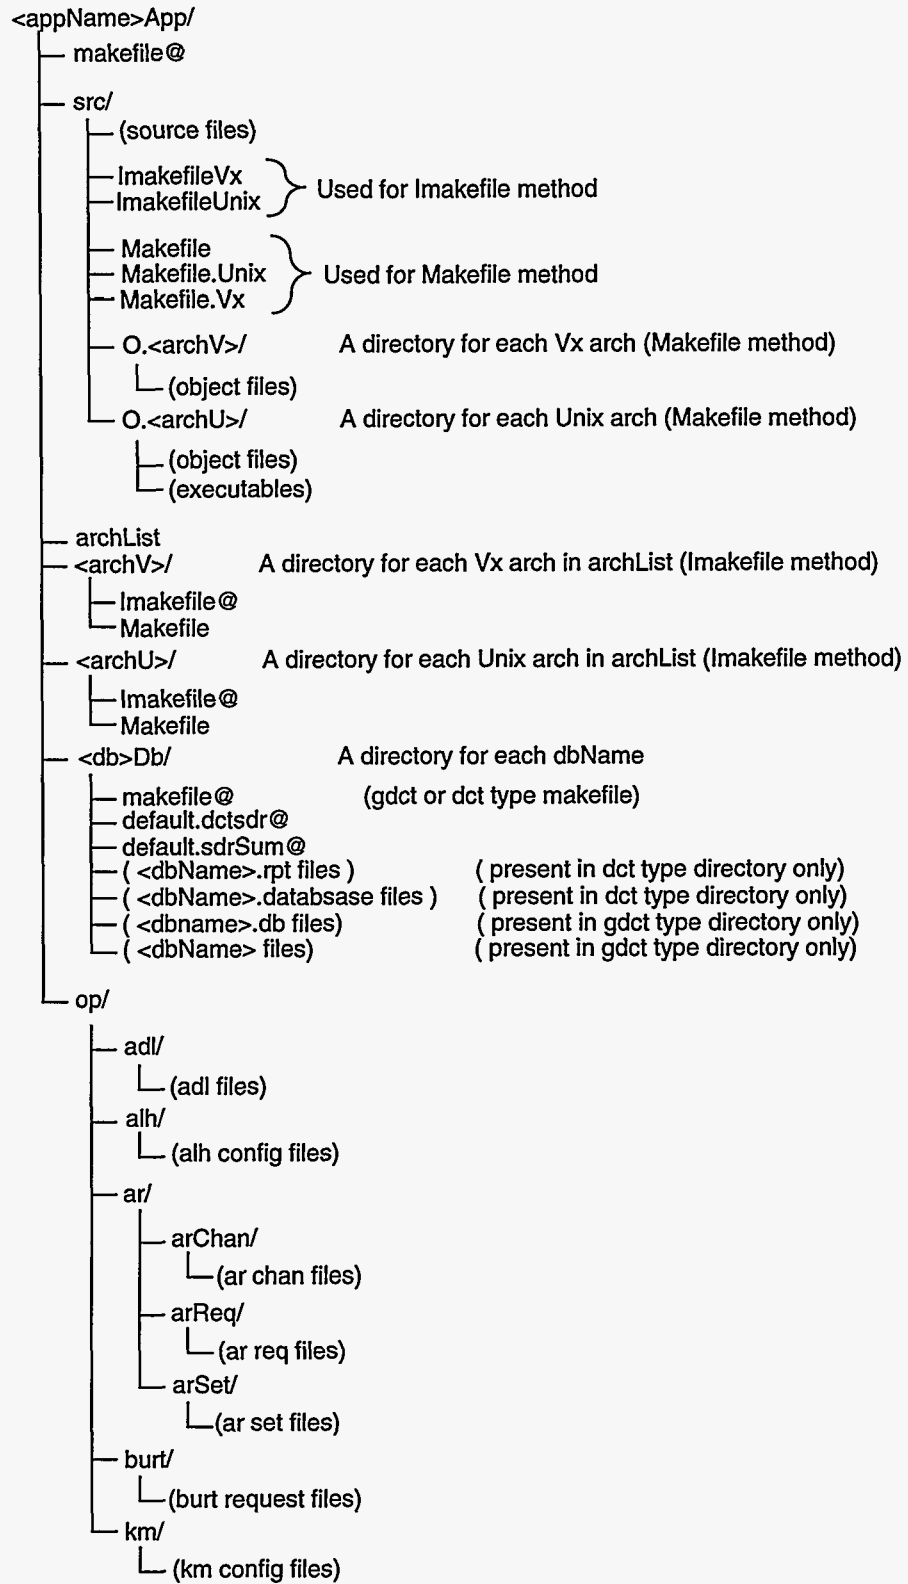 <appName>App/
makefile@
src/
(source files)
ImakefileVx
ImakefileUnix
Used for Imakefile method
Makefile
Makefile.Unix
Makefile.Vx
Used for Makefile method
O.<archV>/ A directory for each Vx arch (Makefile method)
(object files)
O.<archU>/ A directory for each Unix arch (Makefile method)
(object files)
(executables)
archList
<archV>/ A directory for each Vx arch in archList (Imakefile method)
Imakefile@
Makefile
<archU>/ A directory for each Unix arch in archList (Imakefile method)
Imakefile@
Makefile
<db>Db/ A directory for each dbName
makefile@ (gdct or dct type makefile)
default.dctsdr@
default.sdrSum@
( <dbName>.rpt files ) ( present in dct type directory only)
( <dbName>.databsase files ) ( present in dct type directory only)
( <dbname>.db files) ( present in gdct type directory only)
( <dbName> files) ( present in gdct type directory only)
op/
adl/
(adl files)
alh/
(alh config files)
ar/
arChan/
(ar chan files)
arReq/
(ar req files)
arSet/
(ar set files)
burt/
(burt request files)
km/
(km config files)